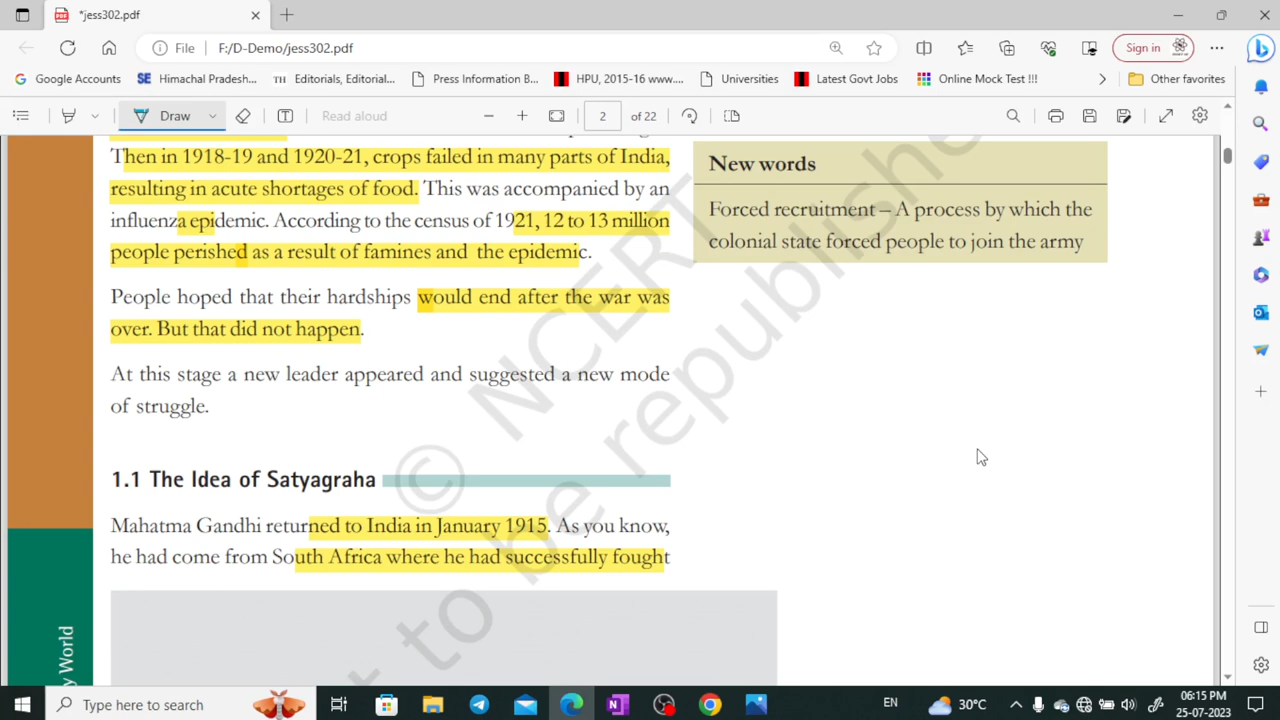 *jess302.pdf
File F:/D-Demo/jess302.pdf Sign in
Google Accounts SE Himachal Pradesh... TH Editorials, Editorial... Press Information B... HPU, 2015-16 www.... Universities Latest Govt Jobs Online Mock Test !!! Other favorites
Draw Read aloud 2 of 22
Then in 1918-19 and 1920-21, crops failed in many parts of India,
resulting in acute shortages of food. This was accompanied by an
influenza epidemic. According to the census of 1921, 12 to 13 million
people perished as a result of famines and the epidemic.
People hoped that their hardships would end after the war was
over. But that did not happen.
At this stage a new leader appeared and suggested a new mode
of struggle.
1.1 The Idea of Satyagraha
Mahatma Gandhi returned to India in January 1915. As you know,
he had come from South Africa where he had successfully fought
New words
Forced recruitment – A process by which the
colonial state forced people to join the army
© NCERT
to be republishe
y World
Type here to search
30°C EN 06:15 PM
25-07-2023